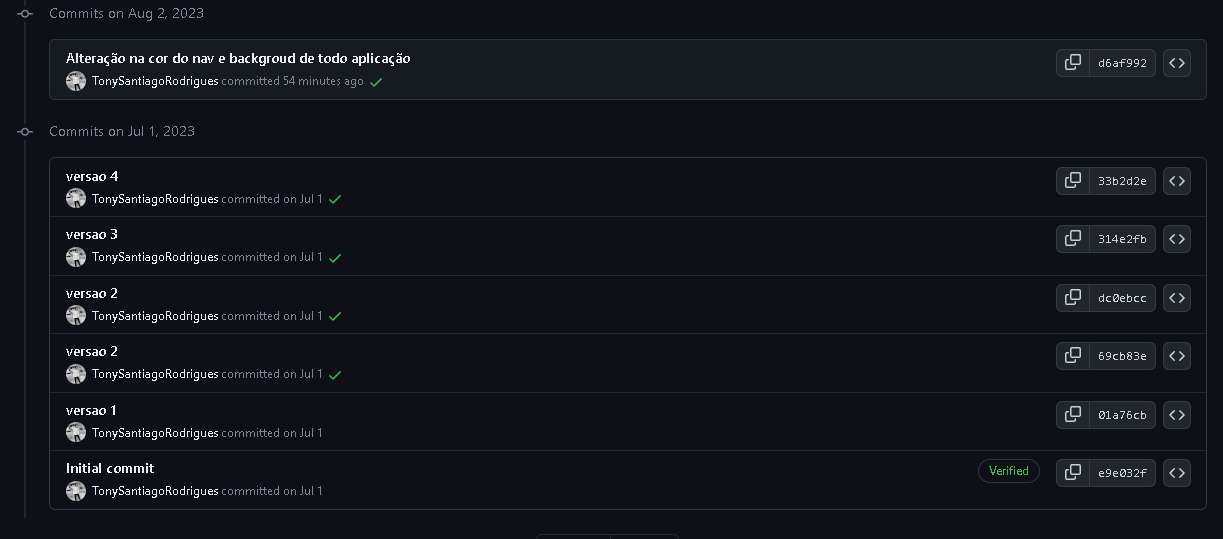 Commits on Aug 2, 2023
Alteração na cor do nav e backgroud de todo aplicação
d6af992
TonySantiagoRodrigues committed 54 minutes ago
Commits on Jul 1, 2023
versao 4
33b2d2e
TonySantiagoRodrigues committed on Jul 1
versao 3
314e2fb
TonySantiagoRodrigues committed on Jul 1
versao 2
dc0ebcc
TonySantiagoRodrigues committed on Jul 1
versao 2
69cb83e
TonySantiagoRodrigues committed on Jul 1
versao 1
01a76cb
TonySantiagoRodrigues committed on Jul 1
Initial commit
Verified
e9e032f
TonySantiagoRodrigues committed on Jul 1